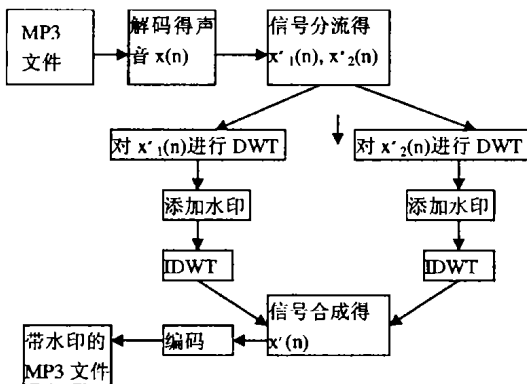 MP3
文件
解码得声
音 x(n)
信号分流得
x'₁(n), x'₂(n)
对 x'₁(n)进行 DWT
对 x'₂(n)进行 DWT
添加水印
添加水印
IDWT
IDWT
信号合成得
x'(n)
编码
带水印的
MP3 文件